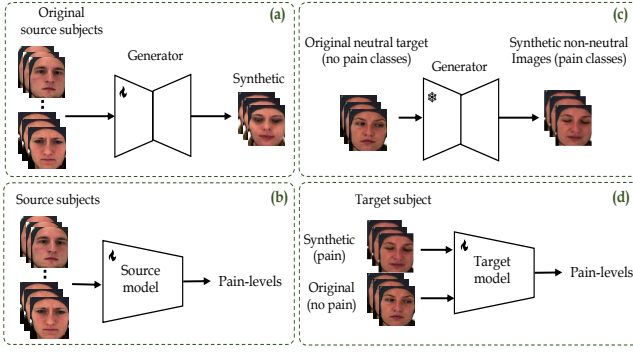 (a)
Original
source subjects
Generator
Synthetic
(c)
Original neutral target
(no pain classes)
Generator
Synthetic non-neutral
Images (pain classes)
(b)
Source subjects
Source
model
Pain-levels
(d)
Target subject
Synthetic
(pain)
Original
(no pain)
Target
model
Pain-levels